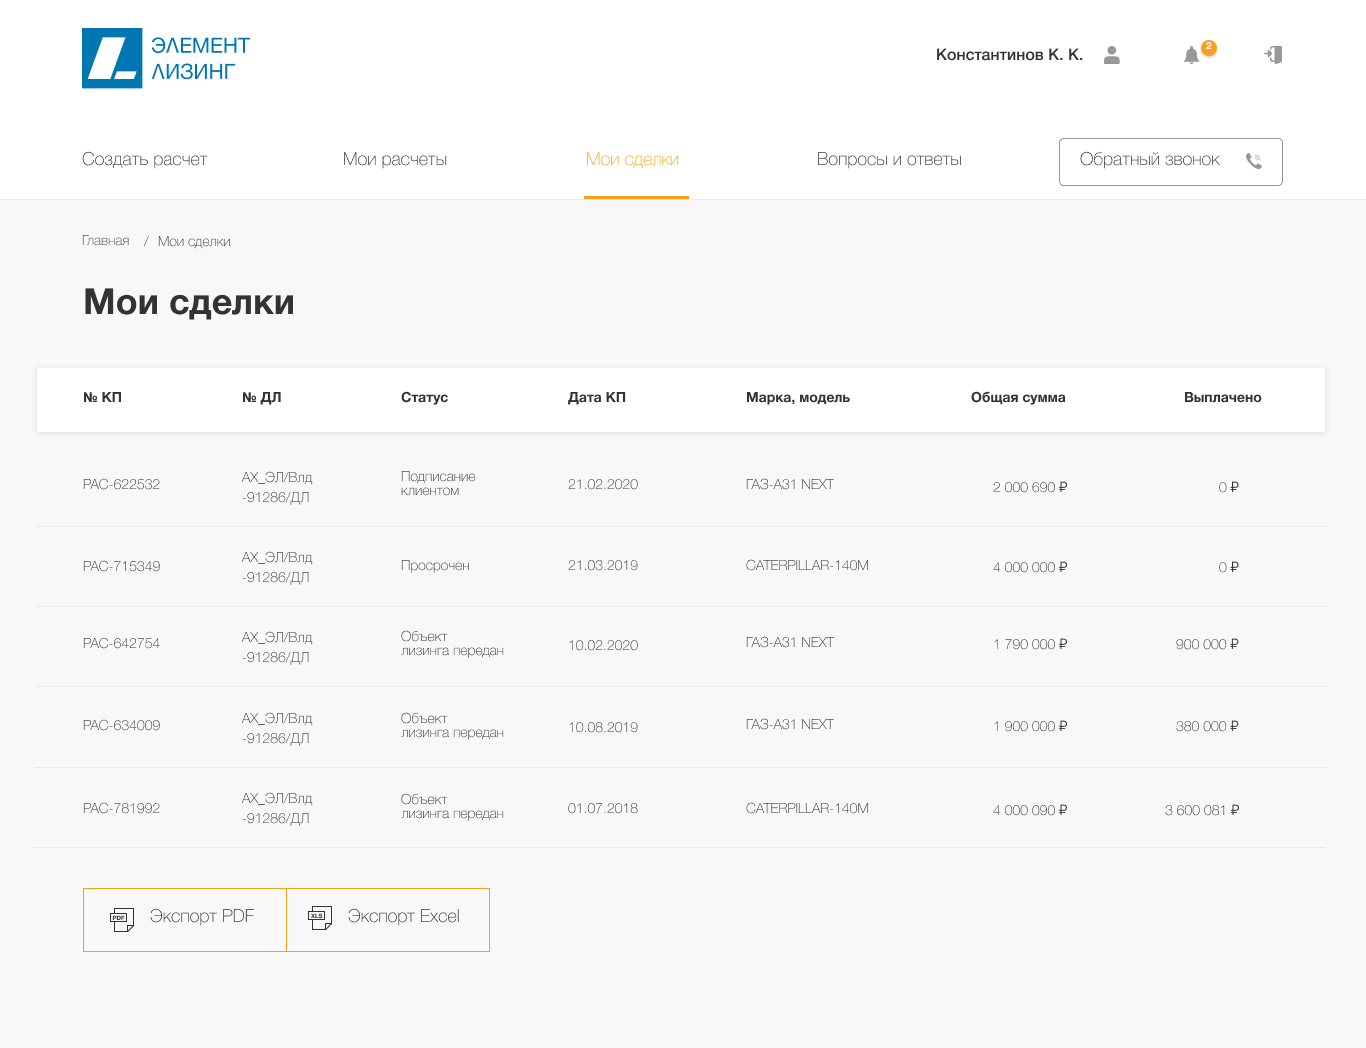 ЭЛЕМЕНТ
ЛИЗИНГ
Константинов К. К.
2
Создать расчет
Мои расчеты
Мои сделки
Вопросы и ответы
Обратный звонок
Главная / Мои сделки
Мои сделки
№ КП № ДЛ Статус Дата КП Марка, модель Общая сумма Выплачено
РАС-622532
АХ_ЭЛ/Влд
-91286/ДЛ
Подписание
клиентом
21.02.2020
ГАЗ-А31 NEXT
2 000 690 ₽
0 ₽
РАС-715349
АХ_ЭЛ/Влд
-91286/ДЛ
Просрочен
21.03.2019
CATERPILLAR-140M
4 000 000 ₽
0 ₽
РАС-642754
АХ_ЭЛ/Влд
-91286/ДЛ
Объект
лизинга передан
10.02.2020
ГАЗ-А31 NEXT
1 790 000 ₽
900 000 ₽
РАС-634009
АХ_ЭЛ/Влд
-91286/ДЛ
Объект
лизинга передан
10.08.2019
ГАЗ-А31 NEXT
1 900 000 ₽
380 000 ₽
РАС-781992
АХ_ЭЛ/Влд
-91286/ДЛ
Объект
лизинга передан
01.07.2018
CATERPILLAR-140M
4 000 090 ₽
3 600 081 ₽
PDF
Экспорт PDF
XLS
Экспорт Excel